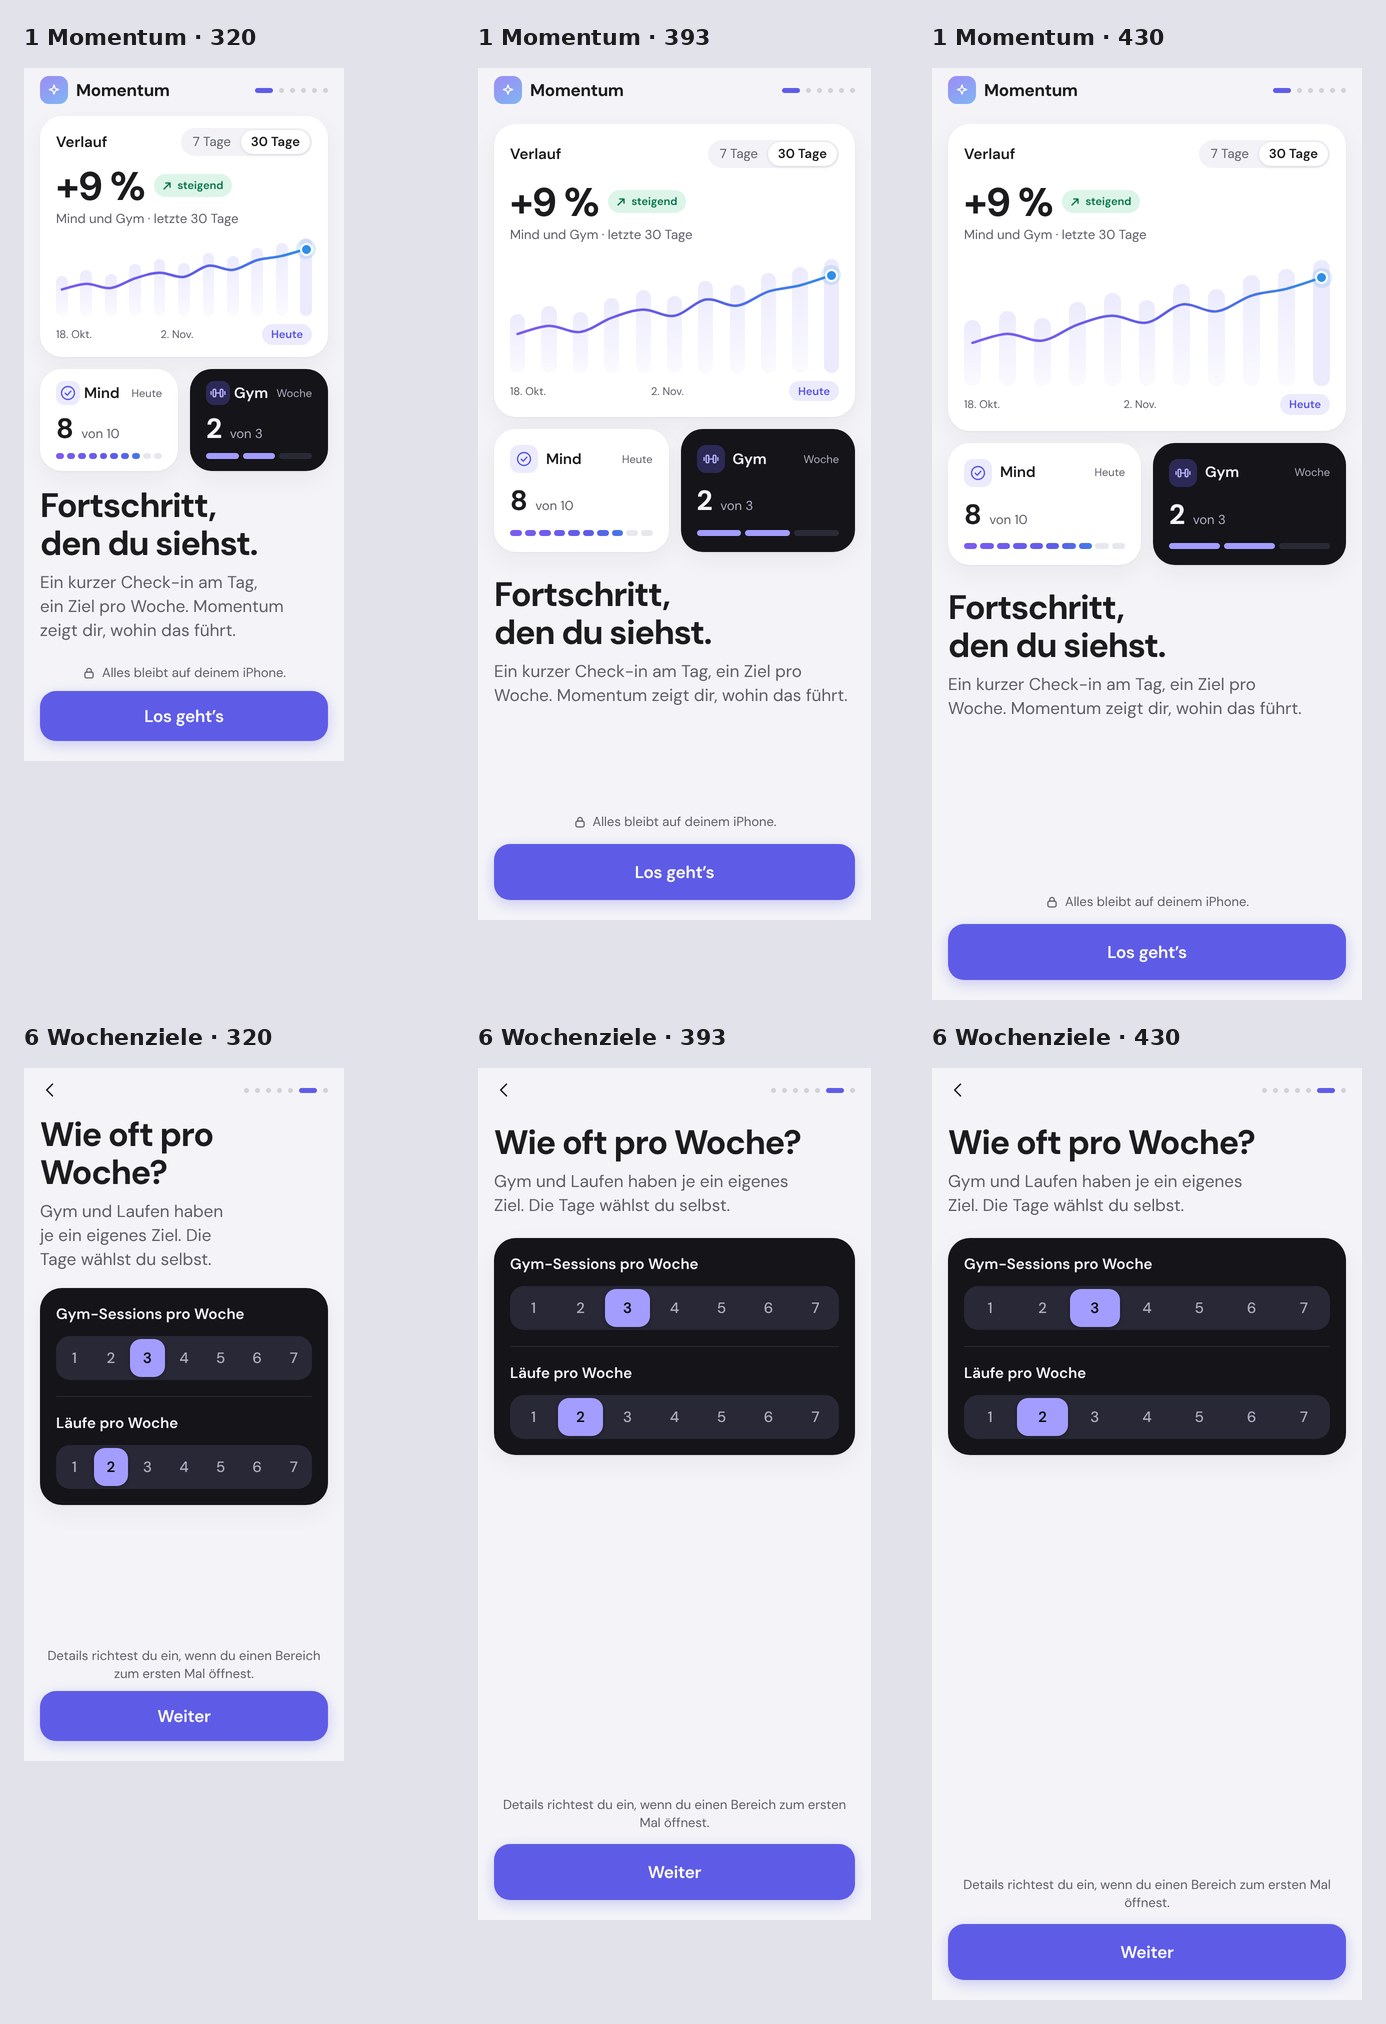 1 Momentum · 320
Momentum
Verlauf
7 Tage
30 Tage
+9 %
steigend
Mind und Gym · letzte 30 Tage
18. Okt.
2. Nov.
Heute
Mind
Heute
8 von 10
Gym
Woche
2 von 3
Fortschritt,
den du siehst.
Ein kurzer Check-in am Tag,
ein Ziel pro Woche. Momentum
zeigt dir, wohin das führt.
Alles bleibt auf deinem iPhone.
Los geht’s
1 Momentum · 393
Momentum
Verlauf
7 Tage
30 Tage
+9 %
steigend
Mind und Gym · letzte 30 Tage
18. Okt.
2. Nov.
Heute
Mind
Heute
8 von 10
Gym
Woche
2 von 3
Fortschritt,
den du siehst.
Ein kurzer Check-in am Tag, ein Ziel pro
Woche. Momentum zeigt dir, wohin das führt.
Alles bleibt auf deinem iPhone.
Los geht’s
1 Momentum · 430
Momentum
Verlauf
7 Tage
30 Tage
+9 %
steigend
Mind und Gym · letzte 30 Tage
18. Okt.
2. Nov.
Heute
Mind
Heute
8 von 10
Gym
Woche
2 von 3
Fortschritt,
den du siehst.
Ein kurzer Check-in am Tag, ein Ziel pro
Woche. Momentum zeigt dir, wohin das führt.
Alles bleibt auf deinem iPhone.
Los geht’s
6 Wochenziele · 320
Wie oft pro
Woche?
Gym und Laufen haben
je ein eigenes Ziel. Die
Tage wählst du selbst.
Gym-Sessions pro Woche
1 2 3 4 5 6 7
Läufe pro Woche
1 2 3 4 5 6 7
Details richtest du ein, wenn du einen Bereich
zum ersten Mal öffnest.
Weiter
6 Wochenziele · 393
Wie oft pro Woche?
Gym und Laufen haben je ein eigenes
Ziel. Die Tage wählst du selbst.
Gym-Sessions pro Woche
1 2 3 4 5 6 7
Läufe pro Woche
1 2 3 4 5 6 7
Details richtest du ein, wenn du einen Bereich zum ersten
Mal öffnest.
Weiter
6 Wochenziele · 430
Wie oft pro Woche?
Gym und Laufen haben je ein eigenes
Ziel. Die Tage wählst du selbst.
Gym-Sessions pro Woche
1 2 3 4 5 6 7
Läufe pro Woche
1 2 3 4 5 6 7
Details richtest du ein, wenn du einen Bereich zum ersten Mal
öffnest.
Weiter